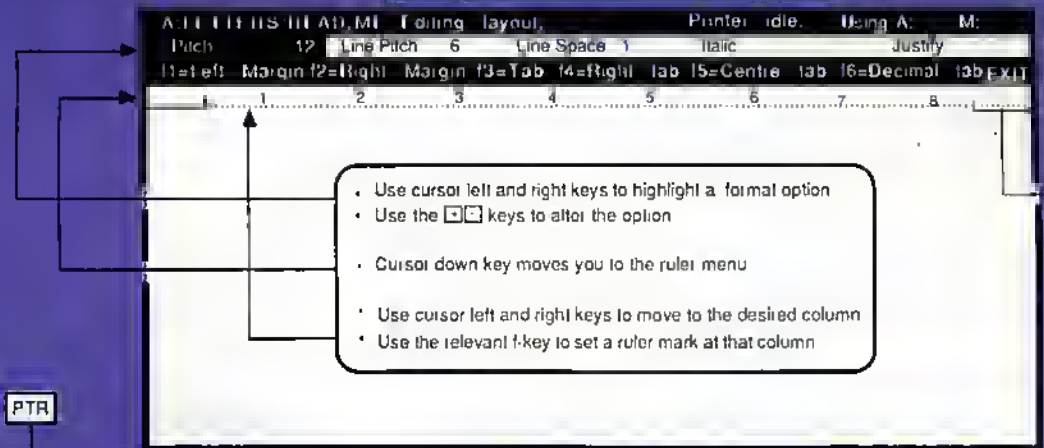 Editing layout. Printer idle. Using A: M:
Pitch 12 Line Pitch 6 Line Space 1 Italic Justify
f1=Left Margin f2=Right Margin f3=Tab f4=Right tab f5=Centre tab f6=Decimal tab EXIT
1 2 3 4 5 6 7 8
• Use cursor left and right keys to highlight a format option
• Use the [+][-] keys to alter the option
• Cursor down key moves you to the ruler menu
• Use cursor left and right keys to move to the desired column
• Use the relevant f-key to set a ruler mark at that column
PTR